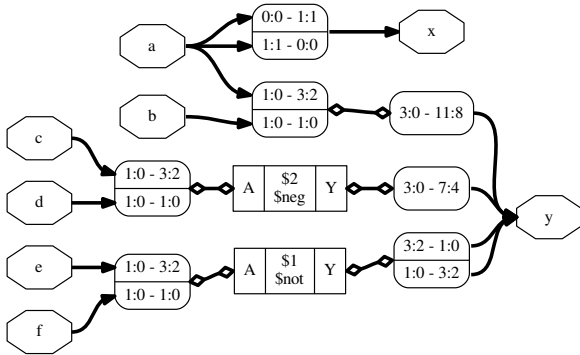 a
0:0 - 1:1
1:1 - 0:0
x
b
1:0 - 3:2
1:0 - 1:0
3:0 - 11:8
c
d
1:0 - 3:2
1:0 - 1:0
A
$2
$neg
Y
3:0 - 7:4
y
e
f
1:0 - 3:2
1:0 - 1:0
A
$1
$not
Y
3:2 - 1:0
1:0 - 3:2